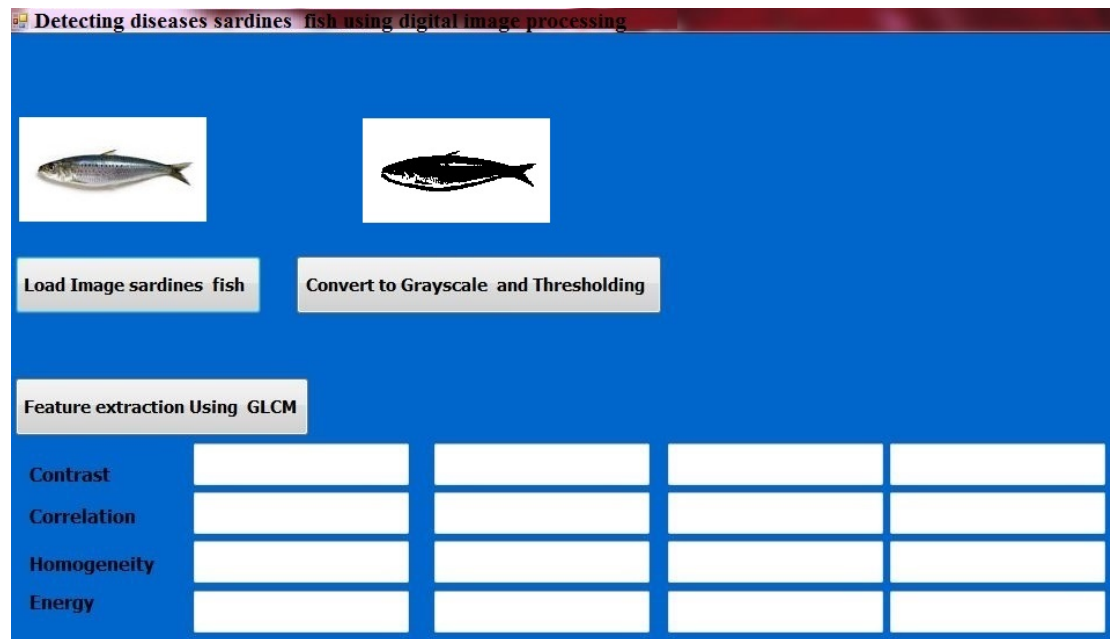 Detecting diseases sardines fish using digital image processing
Load Image sardines fish
Convert to Grayscale and Thresholding
Feature extraction Using GLCM
Contrast
Correlation
Homogeneity
Energy